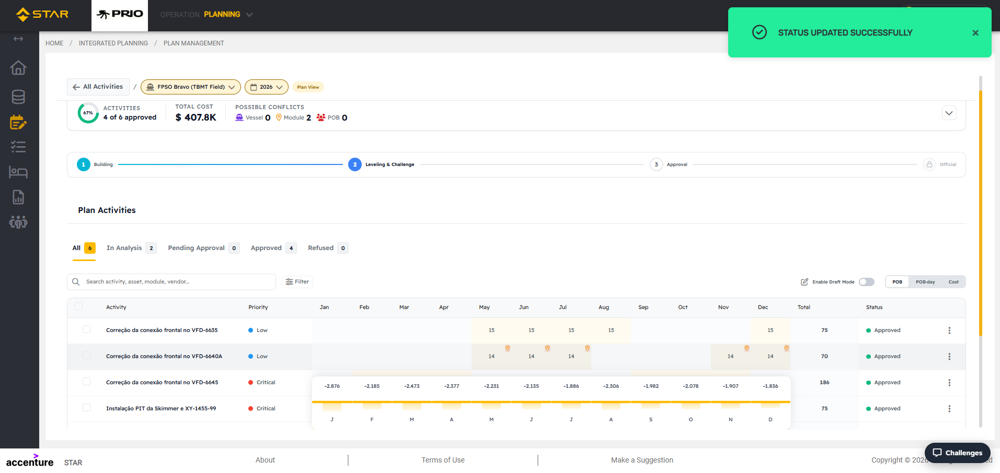 STAR
PRIO
OPERATION PLANNING
STATUS UPDATED SUCCESSFULLY
HOME / INTEGRATED PLANNING / PLAN MANAGEMENT
All Activities / FPSO Bravo (TBMT Field) 2026 Plan View
67%
ACTIVITIES
4 of 6 approved
TOTAL COST
$ 407.8K
POSSIBLE CONFLICTS
Vessel 0 Module 2 POB 0
1 Building 2 Leveling & Challenge 3 Approval Official
Plan Activities
All 6 In Analysis 2 Pending Approval 0 Approved 4 Refused 0
Search activity, asset, module, vendor... Filter Enable Draft Mode POB POB-day Cost
Activity Priority Jan Feb Mar Apr May Jun Jul Aug Sep Oct Nov Dec Total Status
Correção da conexão frontal no VFD-6635 Low 15 15 15 15 15 75 Approved
Correção da conexão frontal no VFD-6640A Low 14 14 14 14 14 70 Approved
Correção da conexão frontal no VFD-6645 Critical 186 Approved
-2.876 -2.185 -2.473 -2.377 -2.231 -2.135 -1.886 -2.306 -1.982 -2.078 -1.907 -1.836
Instalação PIT da Skimmer e XY-1455-99 Critical 75 Approved
J F M A M J J A S O N D
Challenges
accenture STAR About Terms of Use Make a Suggestion Copyright © 2026